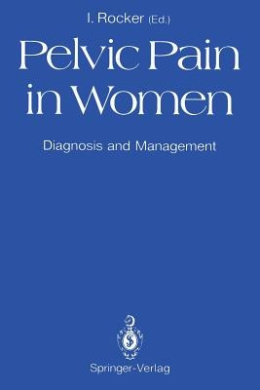 I. Rocker (Ed.)
Pelvic Pain
in Women
Diagnosis and Management
Springer-Verlag